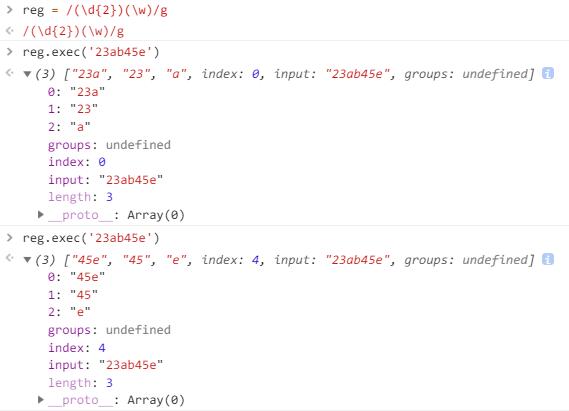 > reg = /(\d{2})(\w)/g
/(\d{2})(\w)/g
> reg.exec('23ab45e')
▼(3) ["23a", "23", "a", index: 0, input: "23ab45e", groups: undefined] i
0: "23a"
1: "23"
2: "a"
groups: undefined
index: 0
input: "23ab45e"
length: 3
▶__proto__: Array(0)
> reg.exec('23ab45e')
▼(3) ["45e", "45", "e", index: 4, input: "23ab45e", groups: undefined] i
0: "45e"
1: "45"
2: "e"
groups: undefined
index: 4
input: "23ab45e"
length: 3
▶__proto__: Array(0)